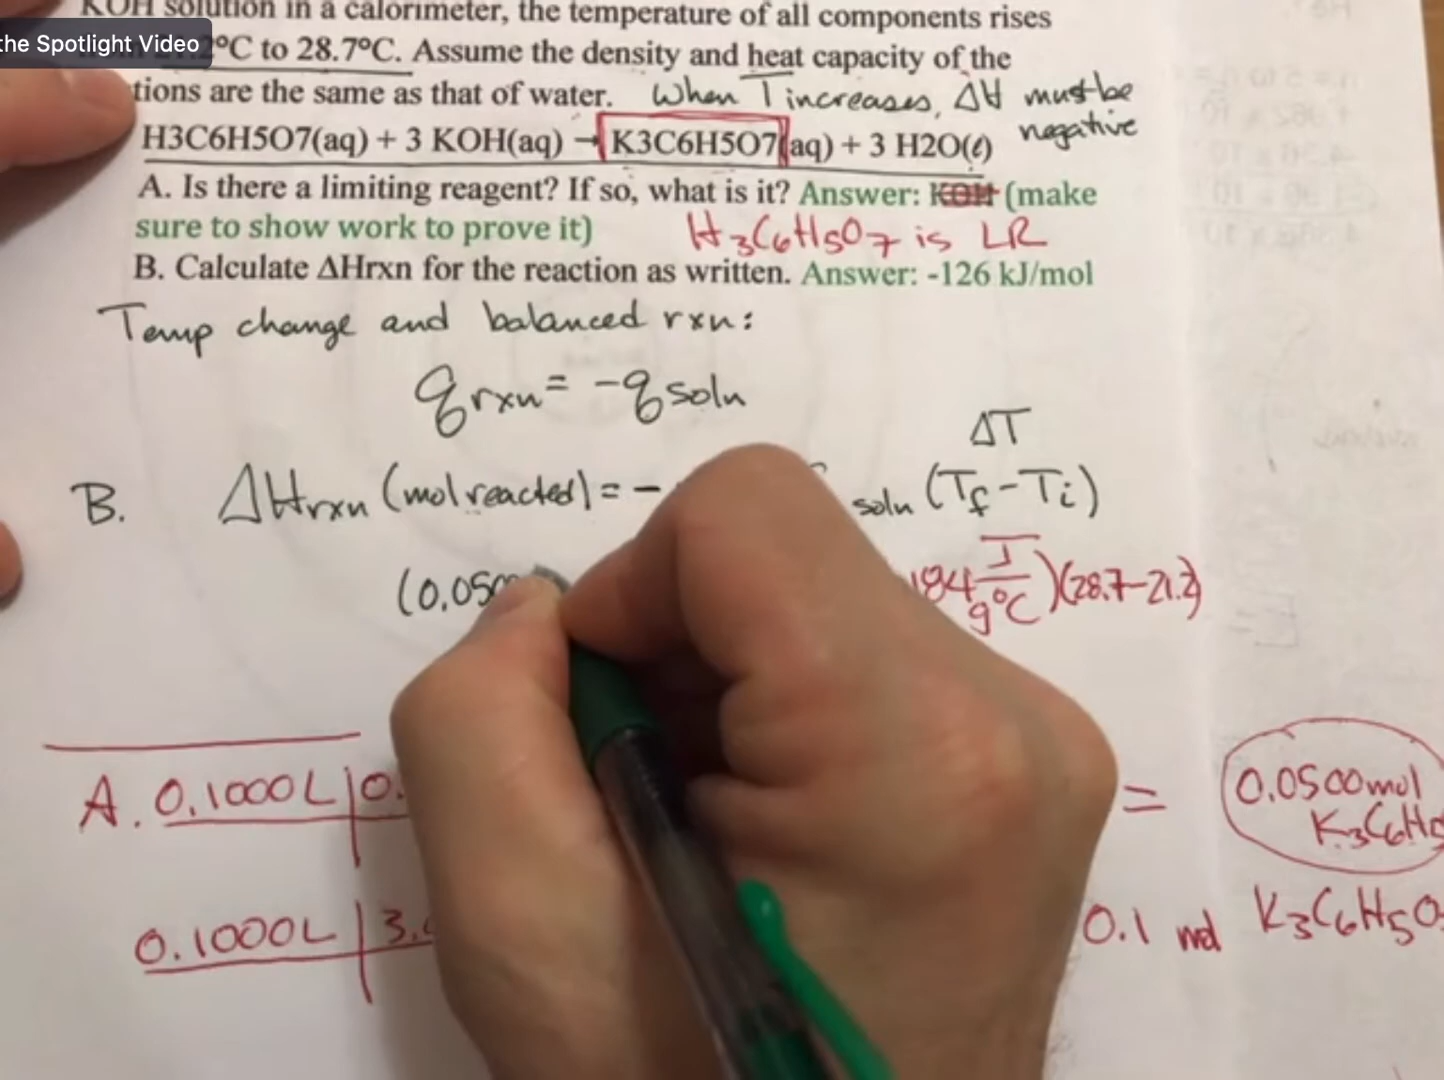 KOH solution in a calorimeter, the temperature of all components rises
the Spotlight Video
2°C to 28.7°C. Assume the density and heat capacity of the
tions are the same as that of water. When T increases, ΔH must be
negative
H3C6H5O7(aq) + 3 KOH(aq) → K3C6H5O7(aq) + 3 H2O(ℓ)
A. Is there a limiting reagent? If so, what is it? Answer: KOH (make
sure to show work to prove it) H3C6H5O7 is LR
B. Calculate ΔHrxn for the reaction as written. Answer: -126 kJ/mol
Temp change and balanced rxn:
qrxn = -qsoln
ΔT
B. ΔHrxn (mol reacted) = - soln (Tf - Ti)
(0.050 184 J/g°C)(28.7-21.2)
A. 0.1000L | 0. = 0.0500mol
K3C6H5
0.1000L | 3. 0.1 mol K3C6H5O